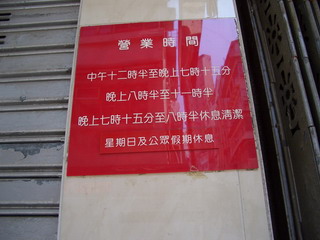 營業時間
中午十二時半至晚上七時十五分
晚上八時半至十一時半
晚上七時十五分至八時半休息清潔
星期日及公眾假期休息